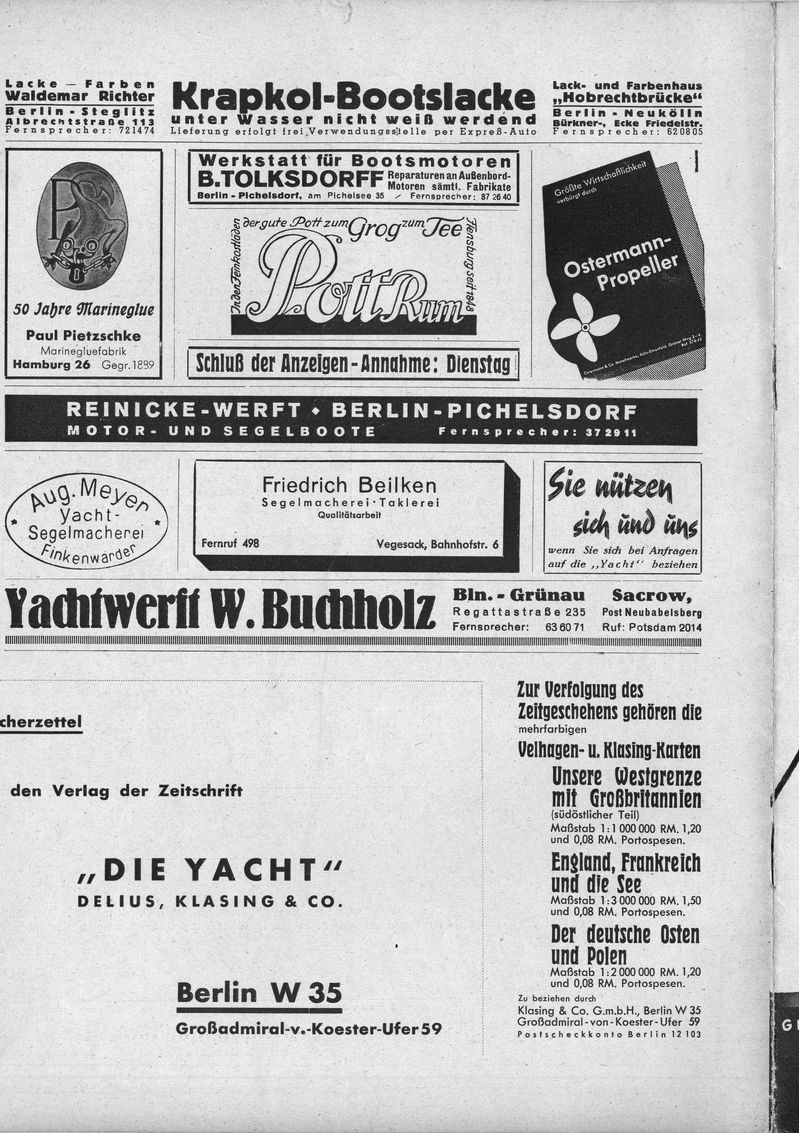 Lacke – Farben
Waldemar Richter
Berlin - Steglitz
Albrechtstraße 113
Fernsprecher: 721474
Krapkol-Bootslacke
unter Wasser nicht weiß werdend
Lieferung erfolgt frei Verwendungsstelle per Expreß-Auto
Lack- und Farbenhaus
„Hobrechtbrücke“
Berlin - Neukölln
Bürkner-, Ecke Friedelstr.
Fernsprecher: 620805
PS
50 Jahre Marineglue
Paul Pietzschke
Marinegluefabrik
Hamburg 26 Gegr. 1889
Werkstatt für Bootsmotoren
B. TOLKSDORFF Reparaturen an Außenbord-
Motoren sämtl. Fabrikate
Berlin - Pichelsdorf, am Pichelsee 35 / Fernsprecher: 87 26 40
In den Feinkostläden
der gute Pott zum Grog zum Tee
Flensburg seit 1848
Pott Rum
Schluß der Anzeigen-Annahme: Dienstag
Größte Wirtschaftlichkeit
verbürgt durch
Ostermann-
Propeller
REINICKE-WERFT ◆ BERLIN-PICHELSDORF
MOTOR- UND SEGELBOOTE Fernsprecher: 372911
Aug. Meyer
Yacht-
Segelmacherei
Finkenwärder
Friedrich Beilken
Segelmacherei · Taklerei
Qualitätsarbeit
Fernruf 498 Vegesack, Bahnhofstr. 6
Sie nützen
sich und uns
wenn Sie sich bei Anfragen
auf die „Yacht“ beziehen
Yachtwerft W. Buchholz
Bln. - Grünau
Regattastraße 235
Fernsprecher: 63 60 71
Sacrow,
Post Neubabelsberg
Ruf: Potsdam 2014
cherzettel
den Verlag der Zeitschrift
„DIE YACHT“
DELIUS, KLASING & CO.
Berlin W 35
Großadmiral-v.-Koester-Ufer 59
Zur Verfolgung des
Zeitgeschehens gehören die
mehrfarbigen
Velhagen- u. Klasing-Karten
Unsere Westgrenze
mit Großbritannien
(südöstlicher Teil)
Maßstab 1:1 000 000 RM. 1,20
und 0,08 RM. Portospesen.
England, Frankreich
und die See
Maßstab 1:3 000 000 RM. 1,50
und 0,08 RM. Portospesen.
Der deutsche Osten
und Polen
Maßstab 1:2 000 000 RM. 1,20
und 0,08 RM. Portospesen.
Zu beziehen durch
Klasing & Co. G.m.b.H., Berlin W 35
Großadmiral-von-Koester-Ufer 59
Postscheckkonto Berlin 12 103